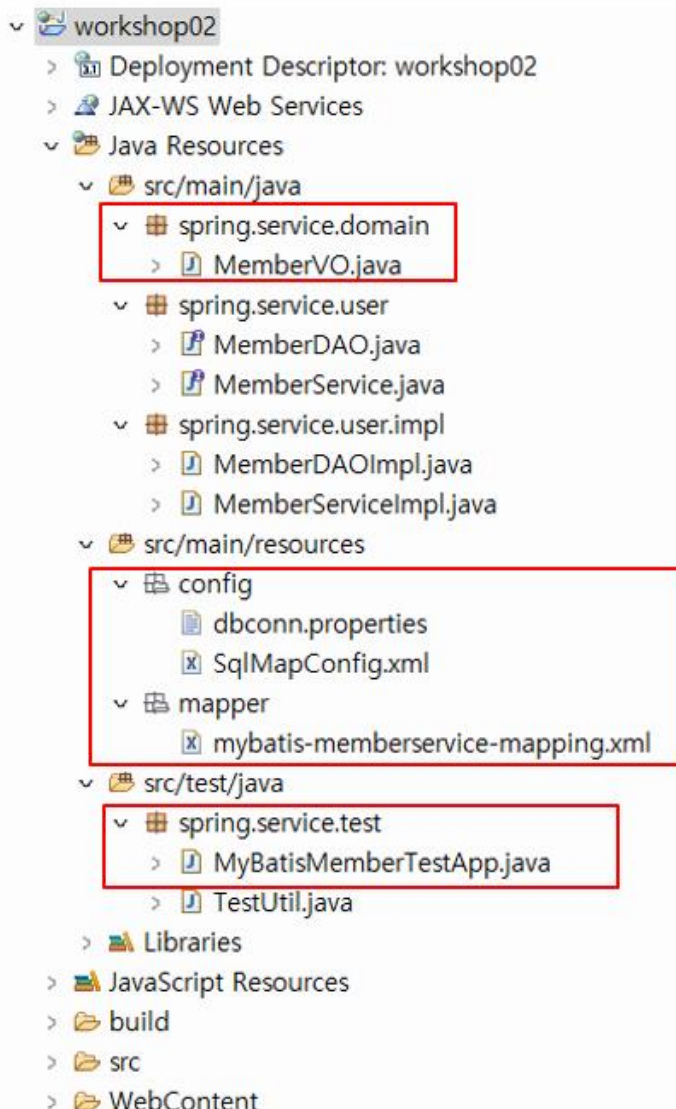 workshop02
3.1 Deployment Descriptor: workshop02
JAX-WS Web Services
Java Resources
src/main/java
spring.service.domain
MemberVO.java
spring.service.user
MemberDAO.java
MemberService.java
spring.service.user.impl
MemberDAOImpl.java
MemberServiceImpl.java
src/main/resources
config
dbconn.properties
SqlMapConfig.xml
mapper
mybatis-memberservice-mapping.xml
src/test/java
spring.service.test
MyBatisMemberTestApp.java
TestUtil.java
Libraries
JavaScript Resources
build
src
WebContent